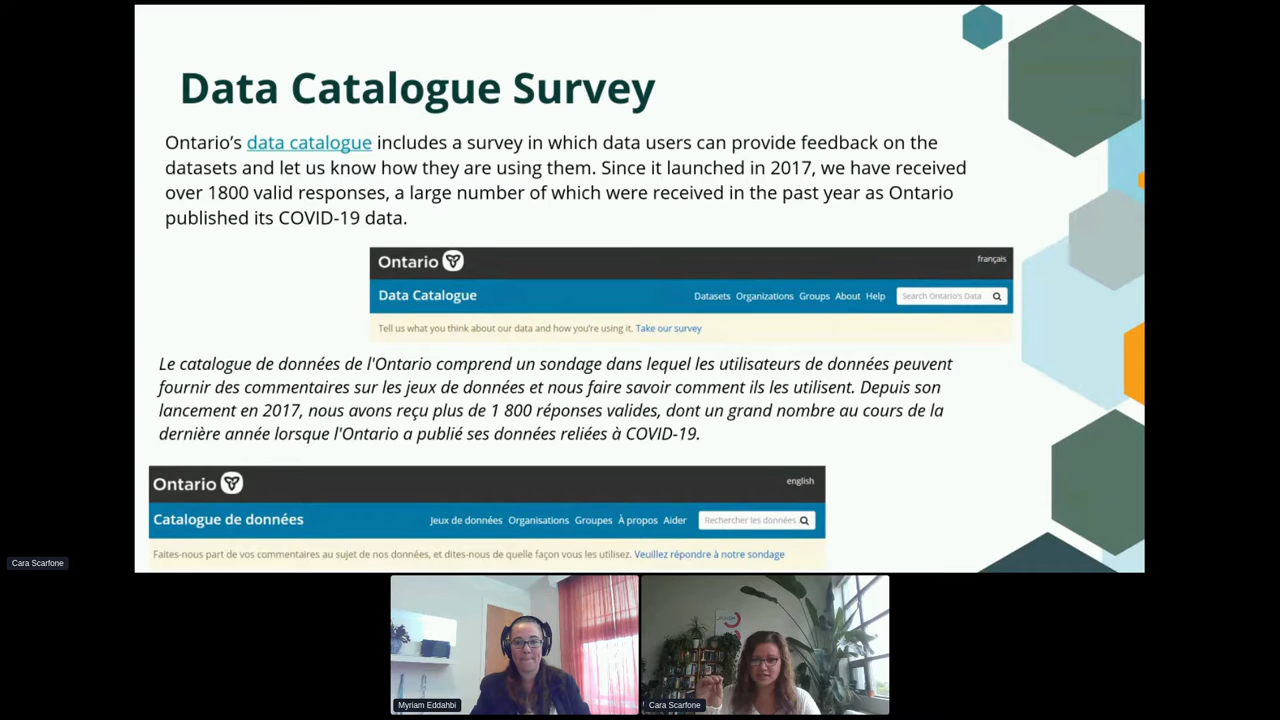 Data Catalogue Survey
Ontario's data catalogue includes a survey in which data users can provide feedback on the
datasets and let us know how they are using them. Since it launched in 2017, we have received
over 1800 valid responses, a large number of which were received in the past year as Ontario
published its COVID-19 data.
Ontario
français
Data Catalogue
Datasets Organizations Groups About Help
Search Ontario's Data
Tell us what you think about our data and how you're using it. Take our survey
Le catalogue de données de l'Ontario comprend un sondage dans lequel les utilisateurs de données peuvent
fournir des commentaires sur les jeux de données et nous faire savoir comment ils les utilisent. Depuis son
lancement en 2017, nous avons reçu plus de 1 800 réponses valides, dont un grand nombre au cours de la
dernière année lorsque l'Ontario a publié ses données reliées à COVID-19.
Ontario
english
Catalogue de données
Jeux de données Organisations Groupes À propos Aider
Rechercher les données
Faites-nous part de vos commentaires au sujet de nos données, et dites-nous de quelle façon vous les utilisez. Veuillez répondre à notre sondage
Cara Scarfone
Myriam Eddahbi
Cara Scarfone